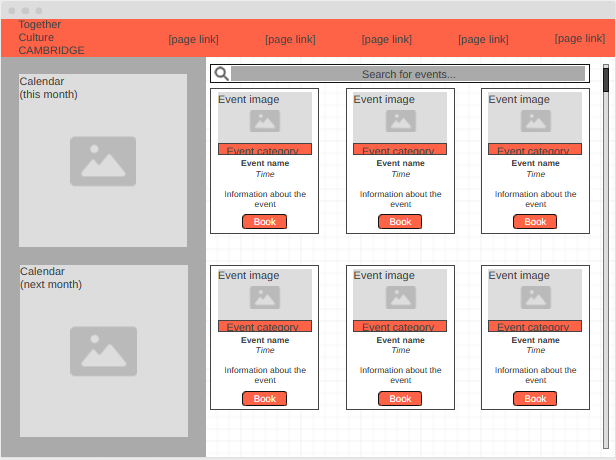 Together
Culture
CAMBRIDGE
[page link] [page link] [page link] [page link] [page link]
Calendar
(this month)
Calendar
(next month)
Search for events...
Event image
Event category
Event name
Time
Information about the
event
Book
Event image
Event category
Event name
Time
Information about the
event
Book
Event image
Event category
Event name
Time
Information about the
event
Book
Event image
Event category
Event name
Time
Information about the
event
Book
Event image
Event category
Event name
Time
Information about the
event
Book
Event image
Event category
Event name
Time
Information about the
event
Book